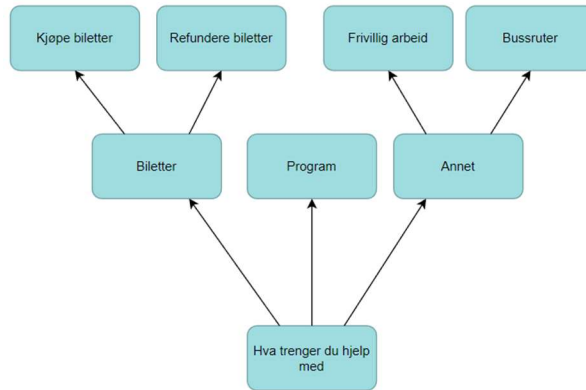 Kjøpe biletter
Refundere biletter
Frivillig arbeid
Bussruter
Biletter
Program
Annet
Hva trenger du hjelp
med